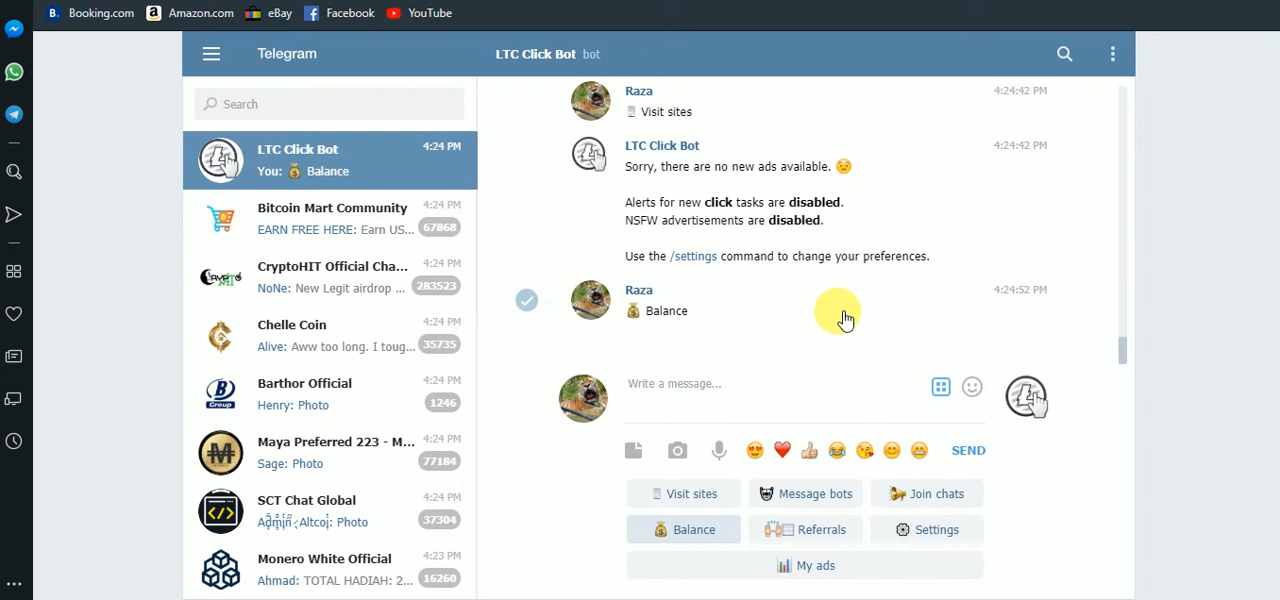 Booking.com Amazon.com eBay Facebook YouTube
Telegram
LTC Click Bot bot
Search
LTC Click Bot 4:24 PM
You: 💰 Balance
Bitcoin Mart Community 4:24 PM
EARN FREE HERE: Earn US... 67868
CryptoHIT Official Cha... 4:24 PM
NoNe: New Legit airdrop ... 283523
Chelle Coin 4:24 PM
Alive: Aww too long. I toug... 35735
Barthor Official 4:24 PM
Henry: Photo 1246
Maya Preferred 223 - M... 4:24 PM
Sage: Photo 77184
SCT Chat Global 4:24 PM
Photo 37304
Monero White Official 4:23 PM
Ahmad: TOTAL HADIAH: 2... 16260
Raza 4:24:42 PM
Visit sites
LTC Click Bot 4:24:42 PM
Sorry, there are no new ads available. 😟
Alerts for new click tasks are disabled.
NSFW advertisements are disabled.
Use the /settings command to change your preferences.
Raza 4:24:52 PM
💰 Balance
Write a message...
SEND
Visit sites Message bots Join chats
Balance Referrals Settings
My ads